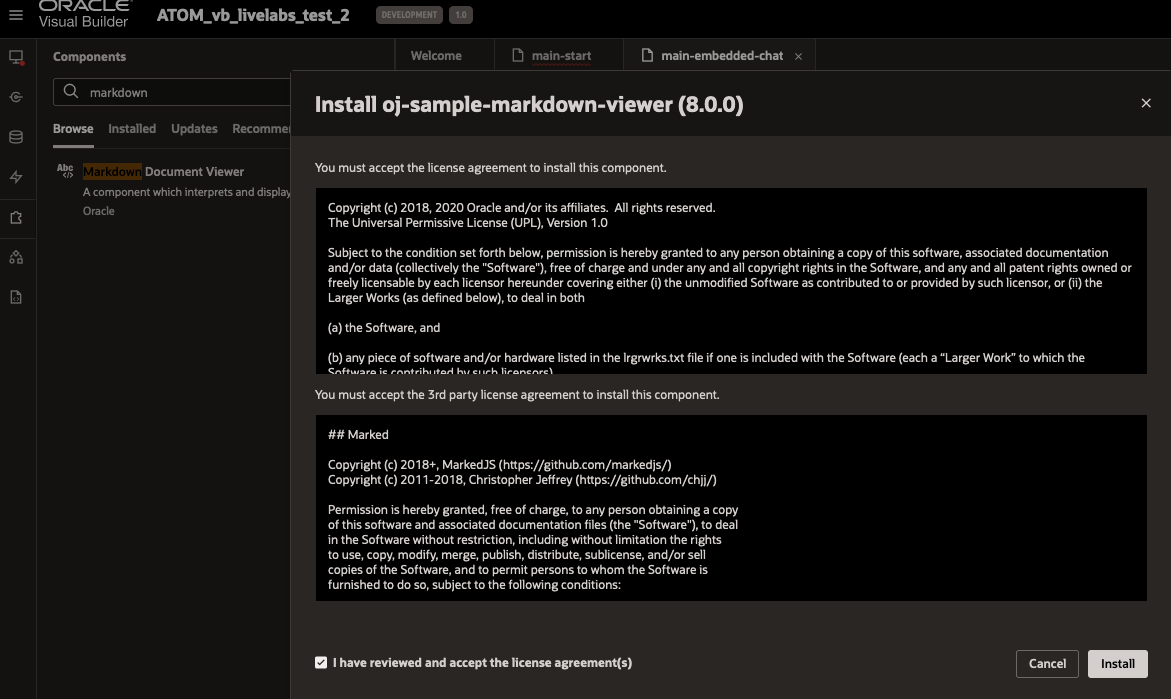 ORACLE
Visual Builder
ATOM_vb_livelabs_test_2
DEVELOPMENT
1.0
Components
Welcome
main-start
main-embedded-chat
markdown
Browse
Installed
Updates
Recommen
Abc
Markdown Document Viewer
A component which interprets and display
Oracle
Install oj-sample-markdown-viewer (8.0.0)
You must accept the license agreement to install this component.
Copyright (c) 2018, 2020 Oracle and/or its affiliates.  All rights reserved.
The Universal Permissive License (UPL), Version 1.0
Subject to the condition set forth below, permission is hereby granted to any person obtaining a copy of this software, associated documentation
and/or data (collectively the "Software"), free of charge and under any and all copyright rights in the Software, and any and all patent rights owned or
freely licensable by each licensor hereunder covering either (i) the unmodified Software as contributed to or provided by such licensor, or (ii) the
Larger Works (as defined below), to deal in both
(a) the Software, and
(b) any piece of software and/or hardware listed in the lrgrwrks.txt file if one is included with the Software (each a “Larger Work” to which the
Software is contributed by such licensors),
You must accept the 3rd party license agreement to install this component.
## Marked
Copyright (c) 2018+, MarkedJS (https://github.com/markedjs/)
Copyright (c) 2011-2018, Christopher Jeffrey (https://github.com/chjj/)
Permission is hereby granted, free of charge, to any person obtaining a copy
of this software and associated documentation files (the "Software"), to deal
in the Software without restriction, including without limitation the rights
to use, copy, modify, merge, publish, distribute, sublicense, and/or sell
copies of the Software, and to permit persons to whom the Software is
furnished to do so, subject to the following conditions:
I have reviewed and accept the license agreement(s)
Cancel
Install